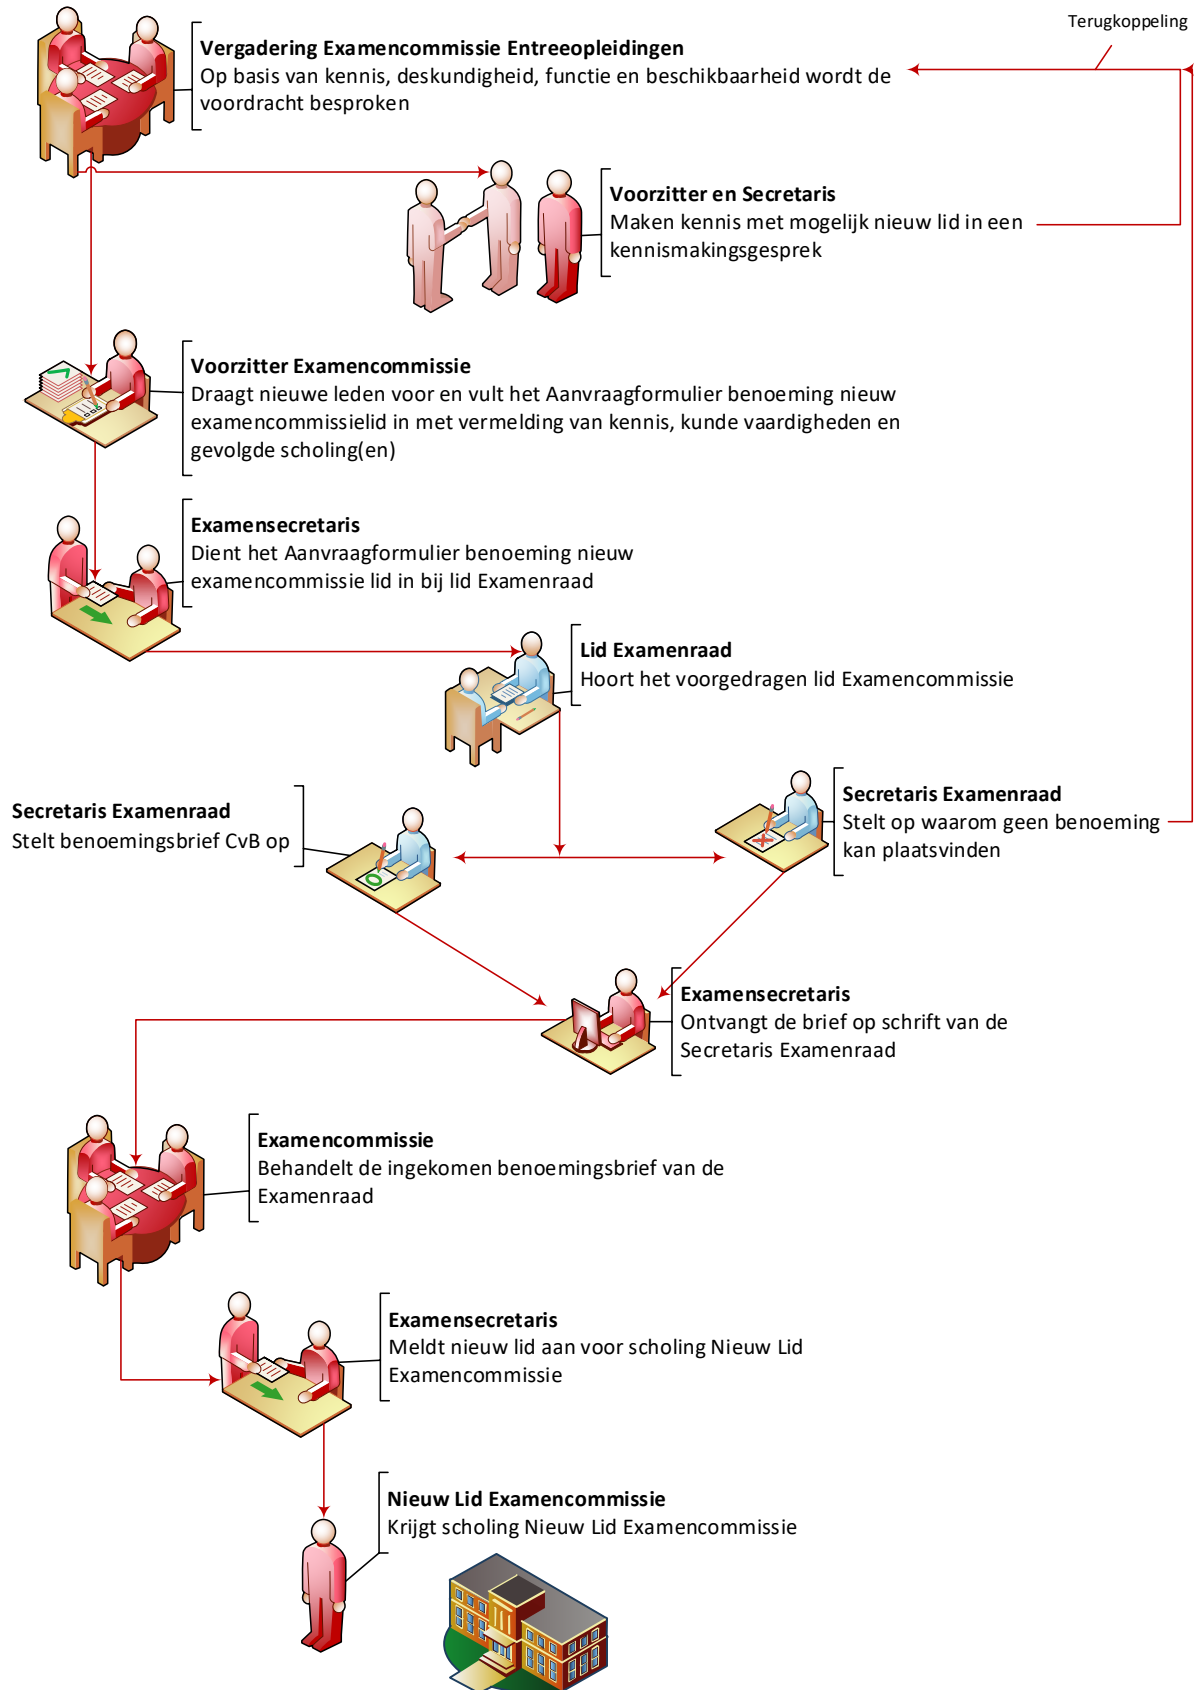 Terugkoppeling
Vergadering Examencommissie Entreeopleidingen
Op basis van kennis, deskundigheid, functie en beschikbaarheid wordt de
voordracht besproken
Voorzitter en Secretaris
Maken kennis met mogelijk nieuw lid in een
kennismakingsgesprek
Voorzitter Examencommissie
Draagt nieuwe leden voor en vult het Aanvraagformulier benoeming nieuw
examencommissielid in met vermelding van kennis, kunde vaardigheden en
gevolgde scholing(en)
Examensecretaris
Dient het Aanvraagformulier benoeming nieuw
examencommissie lid in bij lid Examenraad
Lid Examenraad
Hoort het voorgedragen lid Examencommissie
Secretaris Examenraad
Stelt benoemingsbrief CvB op
Secretaris Examenraad
Stelt op waarom geen benoeming
kan plaatsvinden
Examensecretaris
Ontvangt de brief op schrift van de
Secretaris Examenraad
Examencommissie
Behandelt de ingekomen benoemingsbrief van de
Examenraad
Examensecretaris
Meldt nieuw lid aan voor scholing Nieuw Lid
Examencommissie
Nieuw Lid Examencommissie
Krijgt scholing Nieuw Lid Examencommissie